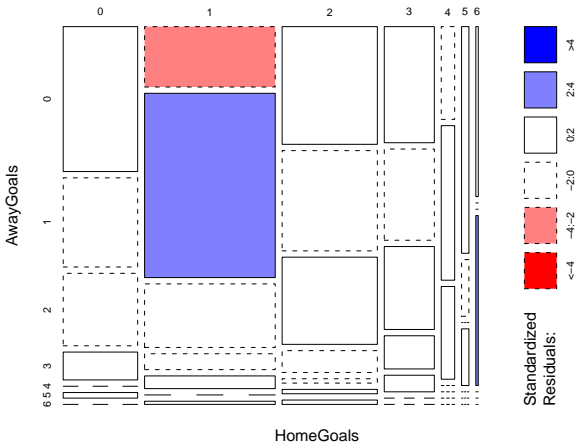 0 1 2 3 4 5 6
0
1
2
3
4
5
6
AwayGoals
HomeGoals
Standardized
Residuals:
<−4
−4:−2
−2:0
0:2
2:4
>4